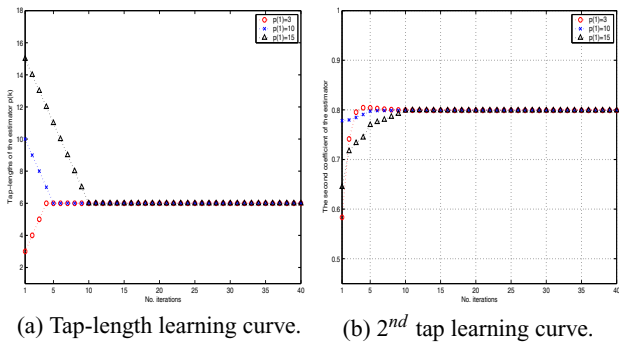 18
16
14
12
10
8
6
4
2
Tap-lengths of the estimator p(k)
p(1)=3
p(1)=10
p(1)=15
1 5 10 15 20 25 30 35 40
No. iterations
(a) Tap-length learning curve.
1
0.9
0.8
0.7
0.6
0.5
The second coefficient of the estimator
p(1)=3
p(1)=10
p(1)=15
1 5 10 15 20 25 30 35 40
No. iterations
(b) 2nd tap learning curve.